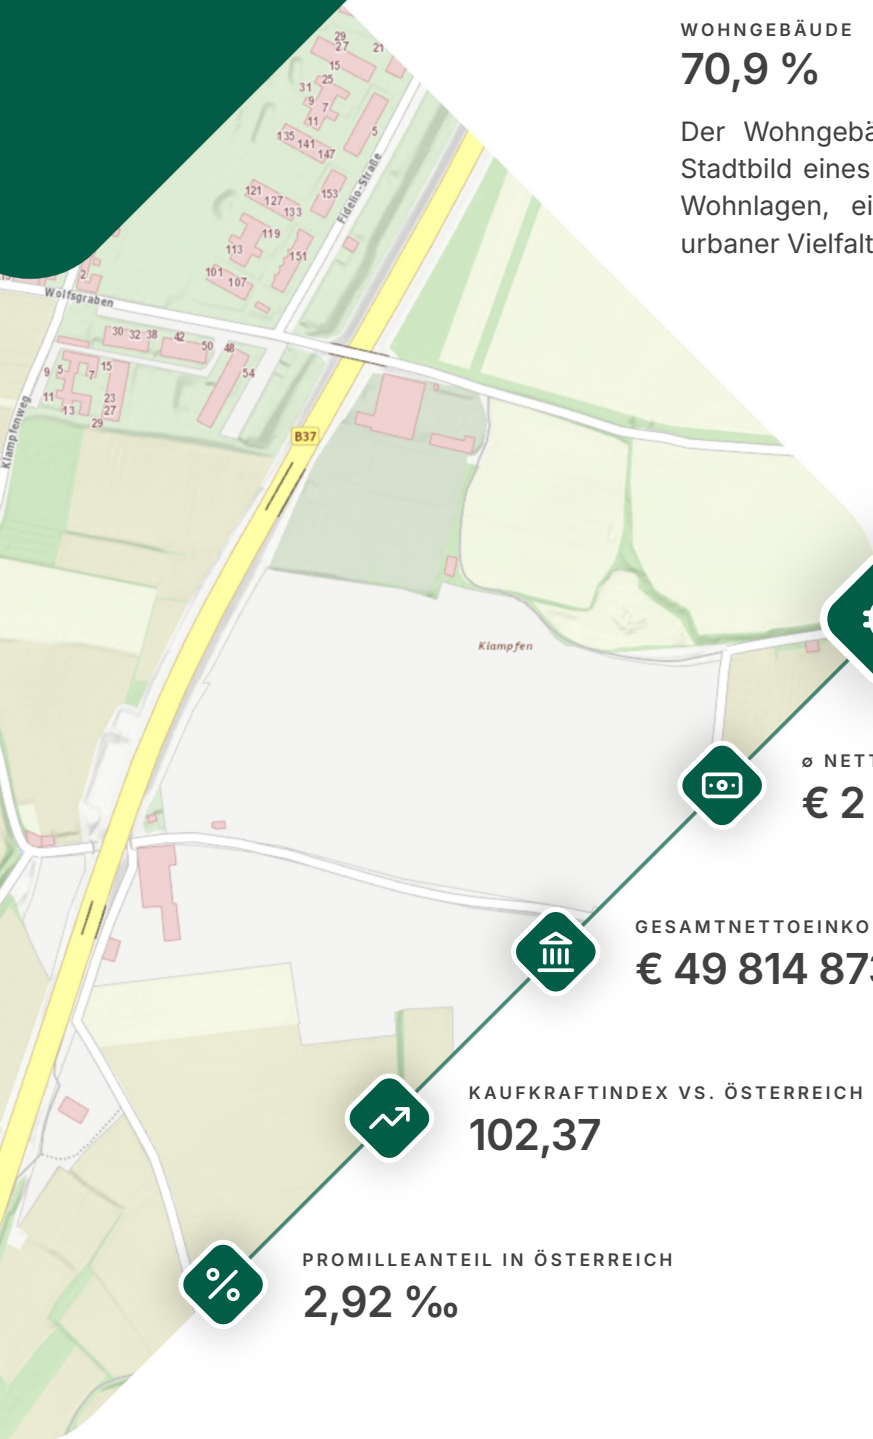 WOHNGEBÄUDE
70,9 %
Der Wohngebä
Stadtbild eines
Wohnlagen, ei
urbaner Vielfalt
29
27
21
15
25
31
9
7
11
5
135
141
147
Fidelio-Straße
121
127
133
153
119
113
151
101
107
2
Wolfsgraben
30 32 38 42
50 48
54
9 5 7 15
11
13
23
27
29
Klampfenweg
B37
Klampfen
ø NETT
€ 2
GESAMTNETTOEINKO
€ 49 814 873
KAUFKRAFTINDEX VS. ÖSTERREICH
102,37
PROMILLEANTEIL IN ÖSTERREICH
2,92 ‰